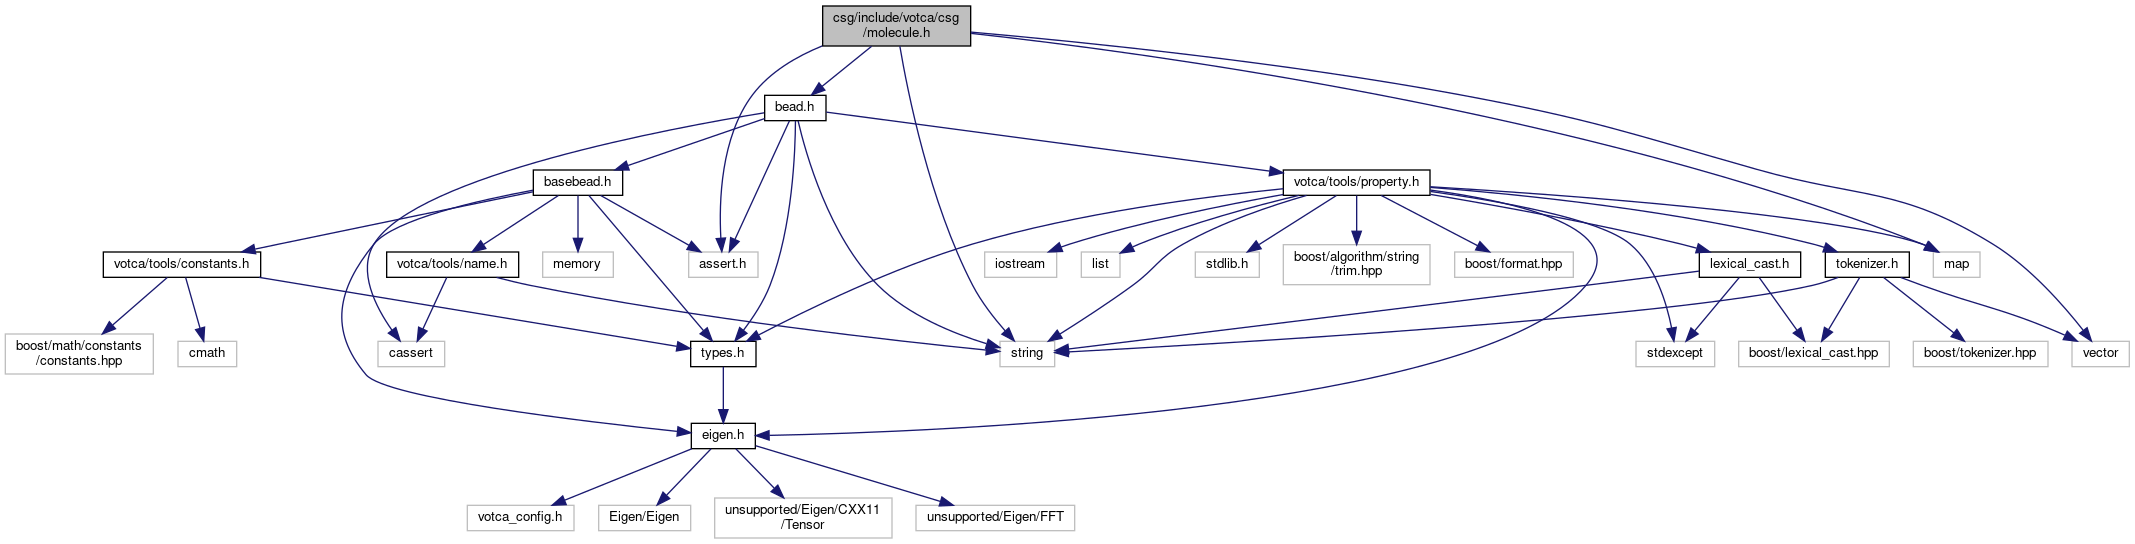 csg/include/votca/csg
/molecule.h
bead.h
basebead.h
votca/tools/property.h
votca/tools/constants.h
votca/tools/name.h
memory
assert.h
iostream
list
stdlib.h
boost/algorithm/string
/trim.hpp
boost/format.hpp
lexical_cast.h
tokenizer.h
map
boost/math/constants
/constants.hpp
cmath
cassert
types.h
string
stdexcept
boost/lexical_cast.hpp
boost/tokenizer.hpp
vector
eigen.h
votca_config.h
Eigen/Eigen
unsupported/Eigen/CXX11
/Tensor
unsupported/Eigen/FFT